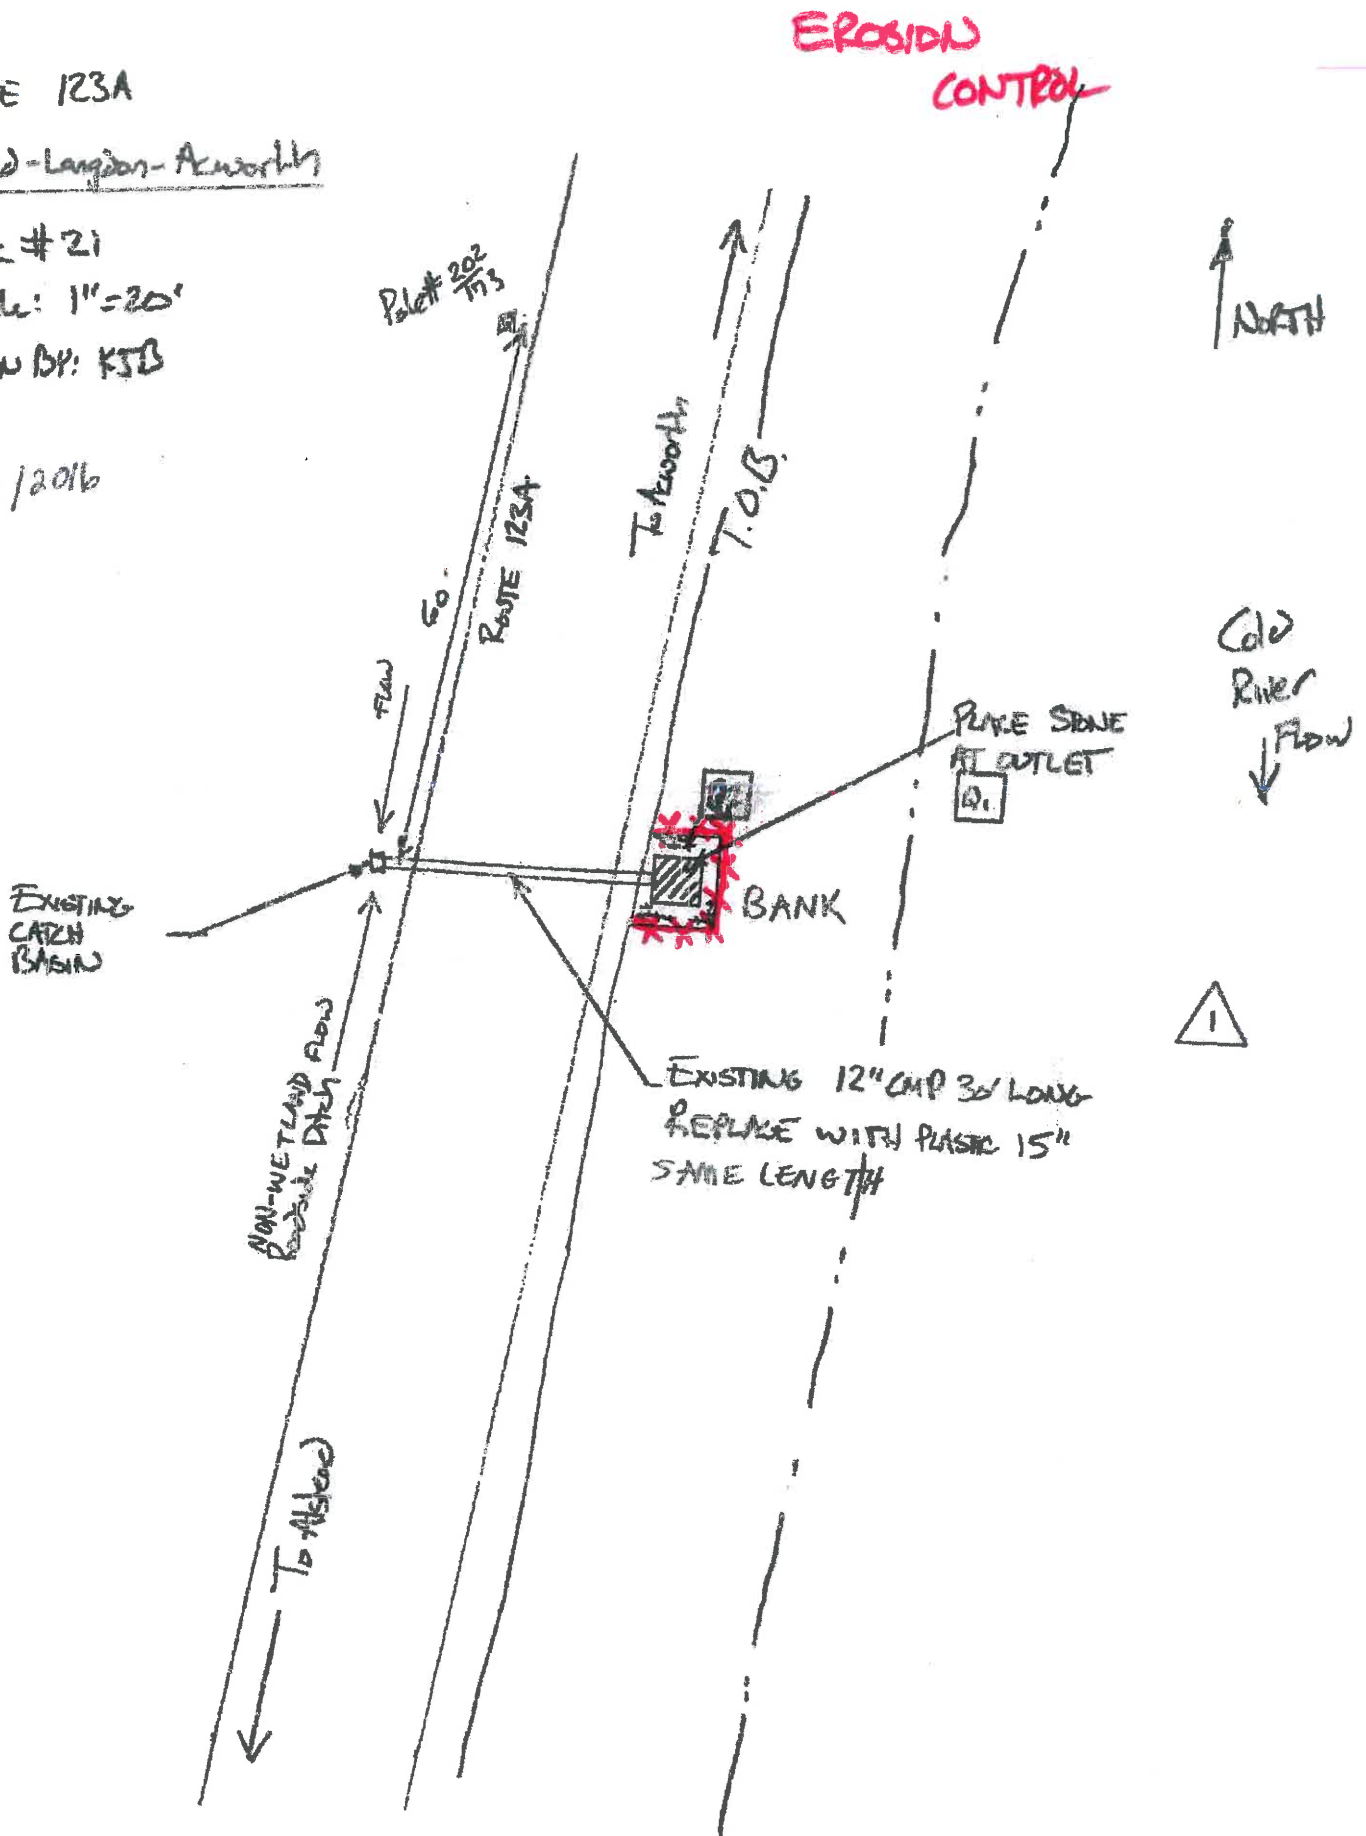 EROSION
CONTROL
E 123A
d-Langdon-Acworth
#21
1"=20'
N BY: KJB
/2016
Pole# 202/173
NORTH
To Acworth
T.O.B.
ROUTE 123A
60'
FLOW
Cold
River
FLOW
PLACE STONE
AT OUTLET
BANK
EXISTING
CATCH
BASIN
1
NON-WETLAND FLOW
Roadside Ditch
EXISTING 12" CMP 30' LONG
REPLACE WITH PLASTIC 15"
SAME LENGTH
To Alstead